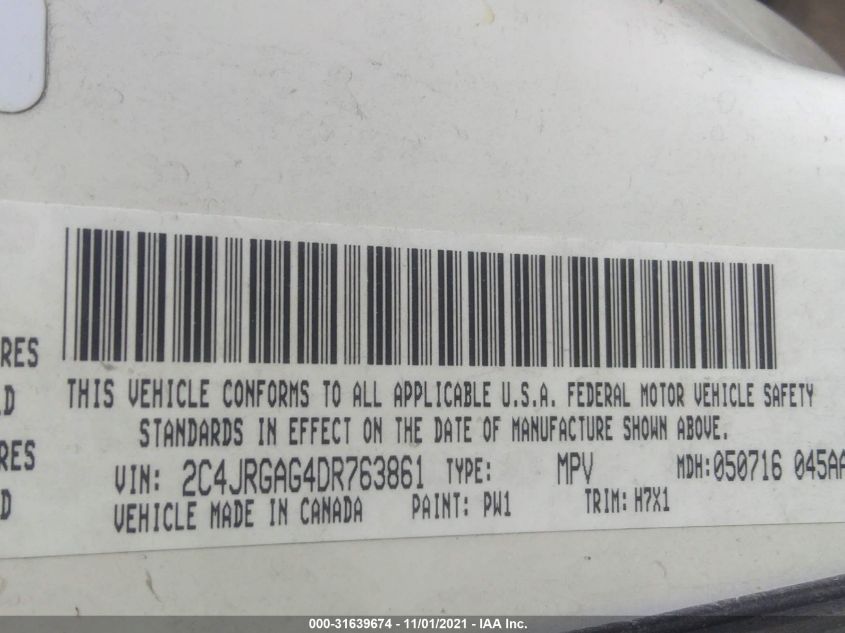 RES
THIS VEHICLE CONFORMS TO ALL APPLICABLE U.S.A. FEDERAL MOTOR VEHICLE SAFETY
D
STANDARDS IN EFFECT ON THE DATE OF MANUFACTURE SHOWN ABOVE.
RES
VIN: 2C4JRGAG4DR763861 TYPE: MPV MDH:050716 045AA
D
VEHICLE MADE IN CANADA PAINT: PW1 TRIM: H7X1
000-31639674 - 11/01/2021 - IAA Inc.